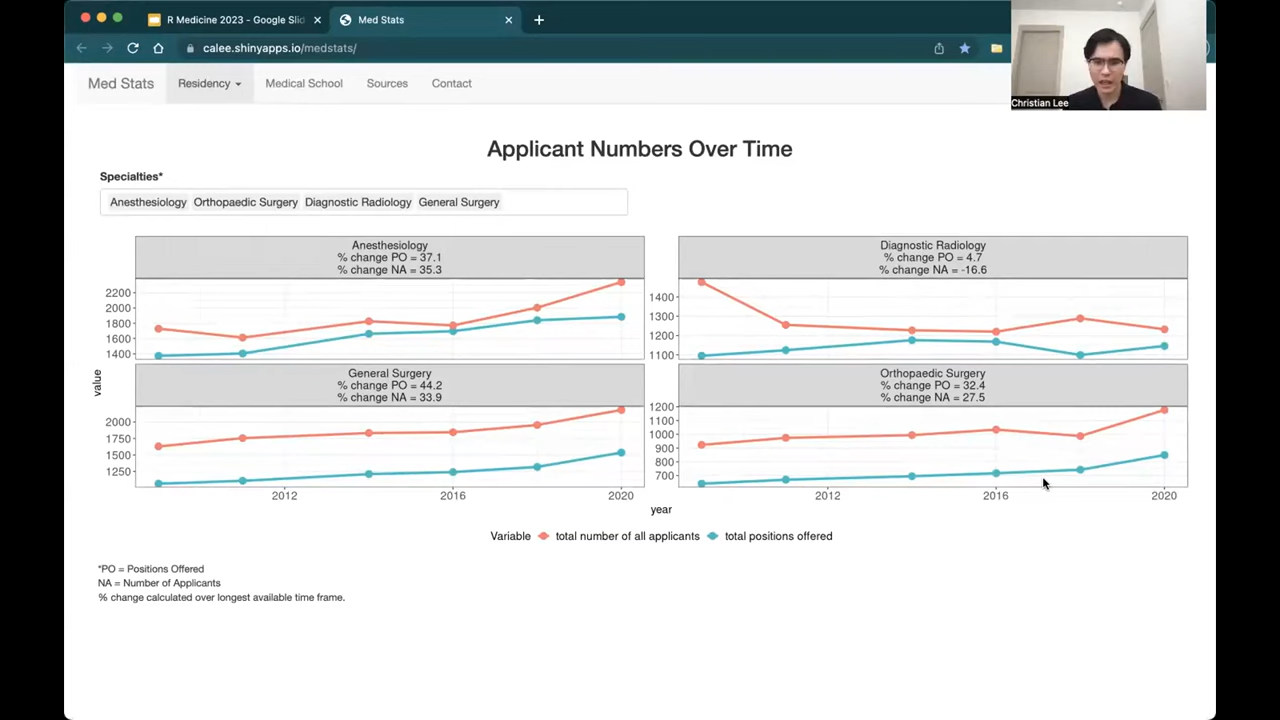 R Medicine 2023 - Google Slid
Med Stats
calee.shinyapps.io/medstats/
Christian Lee
Med Stats Residency Medical School Sources Contact
Applicant Numbers Over Time
Specialties*
Anesthesiology Orthopaedic Surgery Diagnostic Radiology General Surgery
Anesthesiology
% change PO = 37.1
% change NA = 35.3
2200
2000
1800
1600
1400
Diagnostic Radiology
% change PO = 4.7
% change NA = -16.6
1400
1300
1200
1100
value
General Surgery
% change PO = 44.2
% change NA = 33.9
2000
1750
1500
1250
2012 2016 2020
Orthopaedic Surgery
% change PO = 32.4
% change NA = 27.5
1200
1000
900
800
700
2012 2016 2020
year
Variable total number of all applicants total positions offered
*PO = Positions Offered
NA = Number of Applicants
% change calculated over longest available time frame.